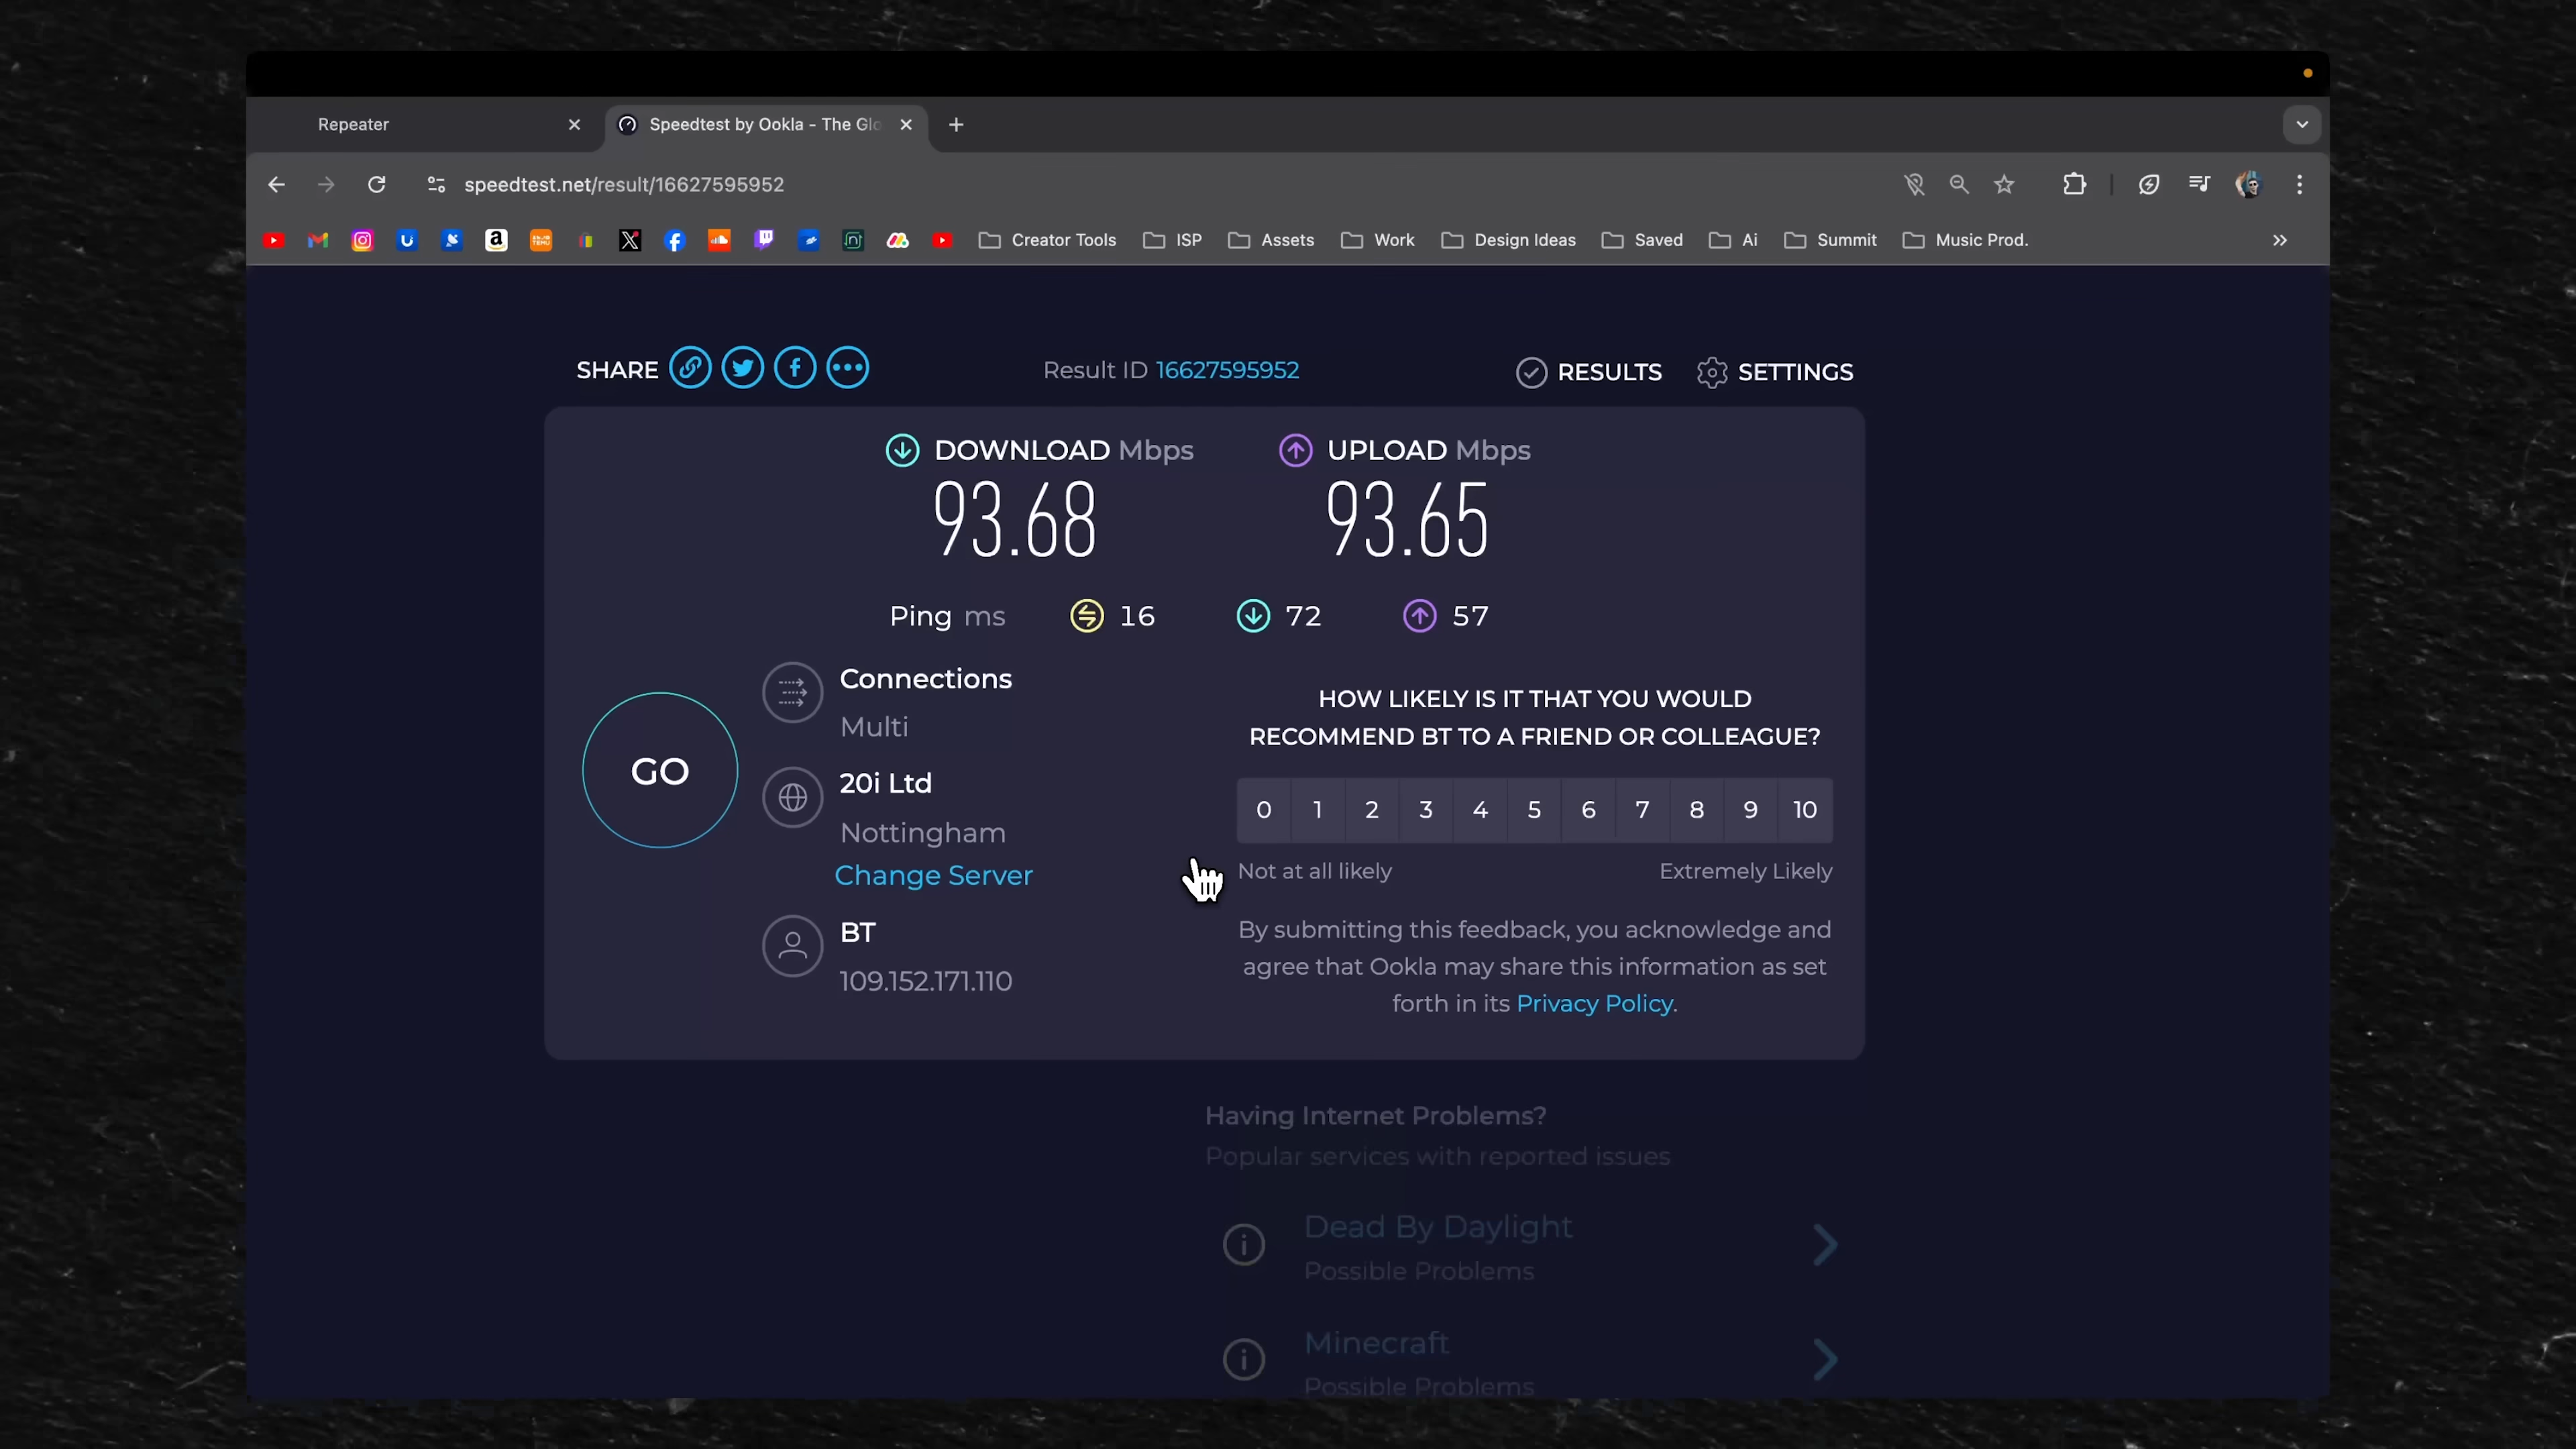 Repeater
Speedtest by Ookla - The Glo
speedtest.net/result/16627595952
Creator Tools
ISP
Assets
Work
Design Ideas
Saved
Ai
Summit
Music Prod.
SHARE
Result ID 16627595952
RESULTS
SETTINGS
DOWNLOAD Mbps
93.68
UPLOAD Mbps
93.65
Ping ms
16
72
57
GO
Connections
Multi
20i Ltd
Nottingham
Change Server
BT
109.152.171.110
HOW LIKELY IS IT THAT YOU WOULD
RECOMMEND BT TO A FRIEND OR COLLEAGUE?
0 1 2 3 4 5 6 7 8 9 10
Not at all likely
Extremely Likely
By submitting this feedback, you acknowledge and
agree that Ookla may share this information as set
forth in its Privacy Policy.
Having Internet Problems?
Popular services with reported issues
Dead By Daylight
Possible Problems
Minecraft
Possible Problems